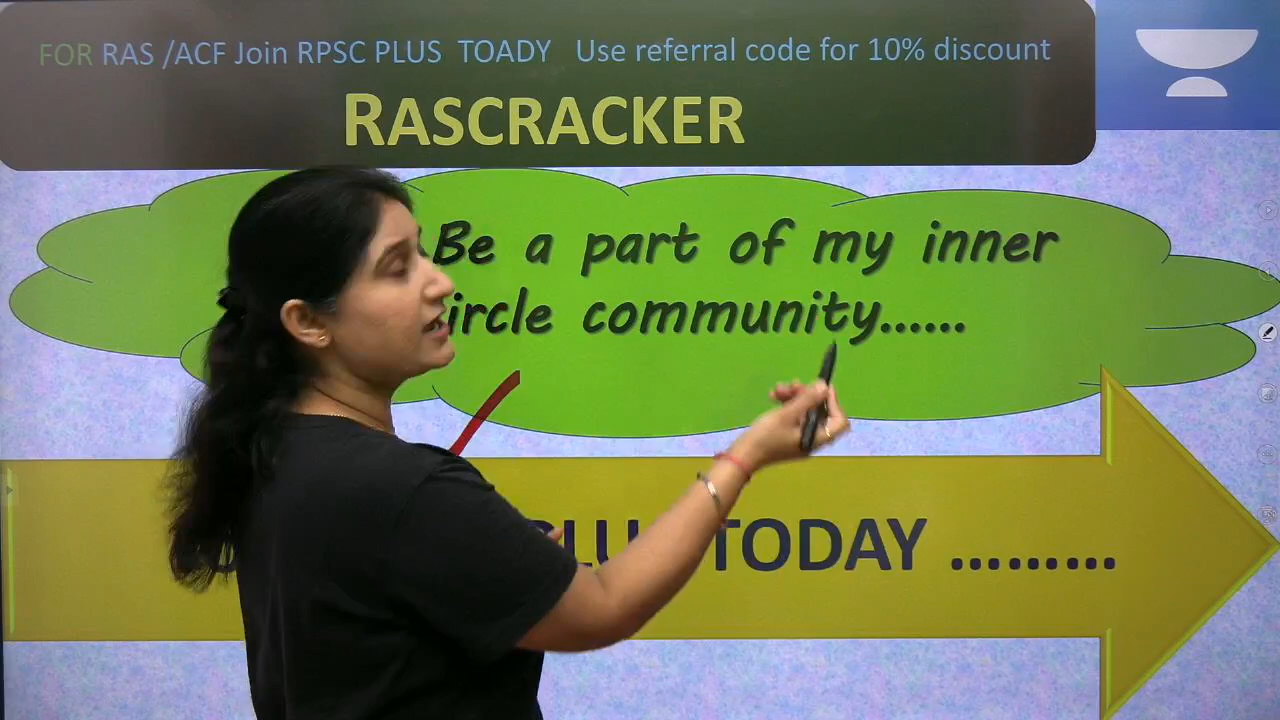 FOR RAS /ACF Join RPSC PLUS TOADY Use referral code for 10% discount
RASCRACKER
Be a part of my inner
ircle community......
TODAY .........